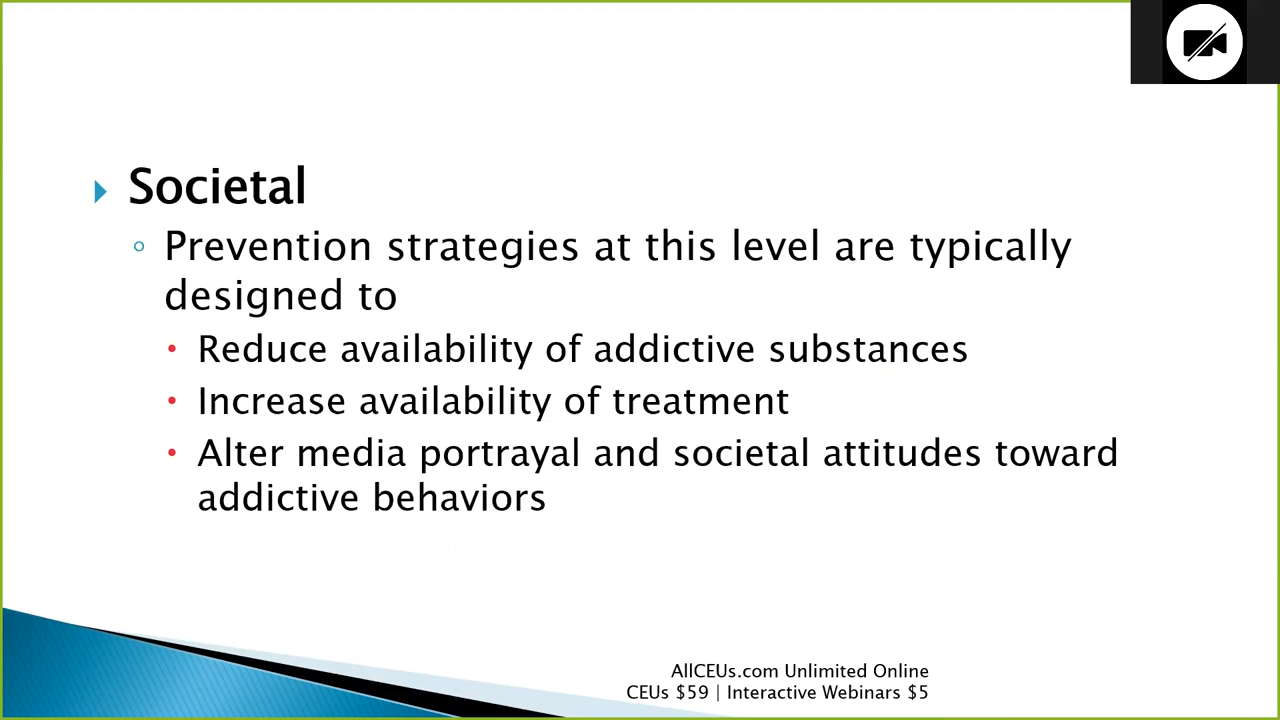 Societal
Prevention strategies at this level are typically
designed to
Reduce availability of addictive substances
Increase availability of treatment
Alter media portrayal and societal attitudes toward
addictive behaviors
AllCEUs.com Unlimited Online
CEUs $59 | Interactive Webinars $5